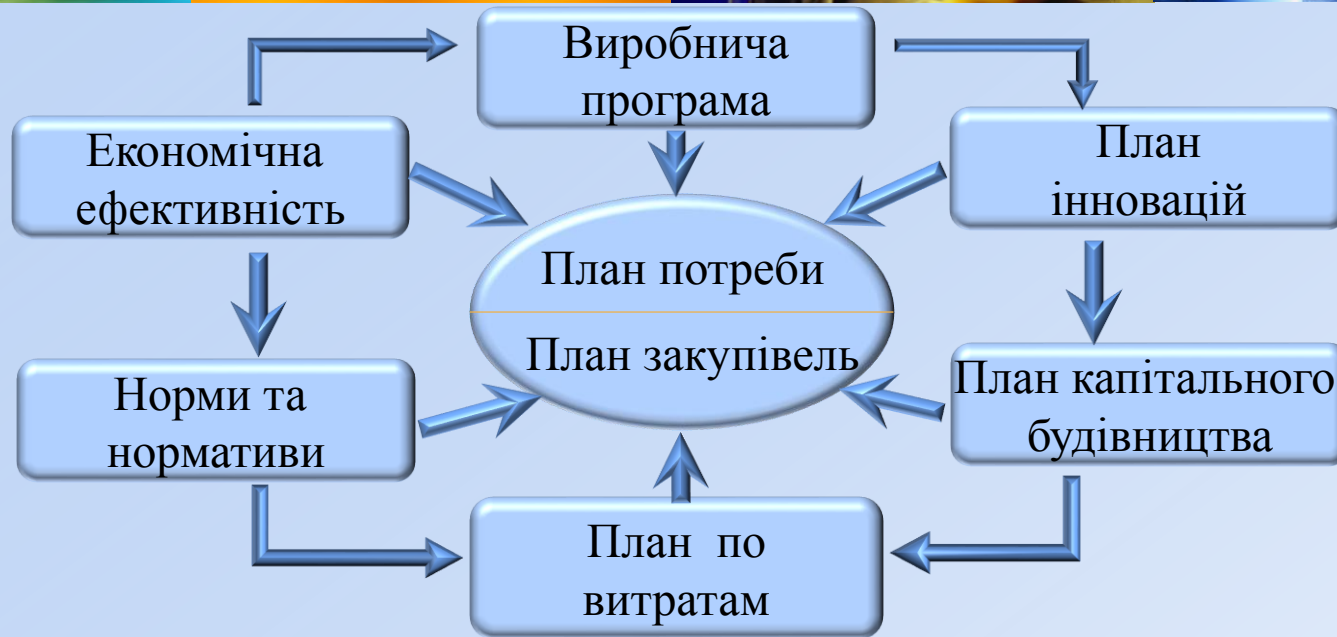 Виробнича
програма
Економічна
ефективність
План
інновацій
План потреби
План закупівель
Норми та
нормативи
План капітального
будівництва
План по
витратам